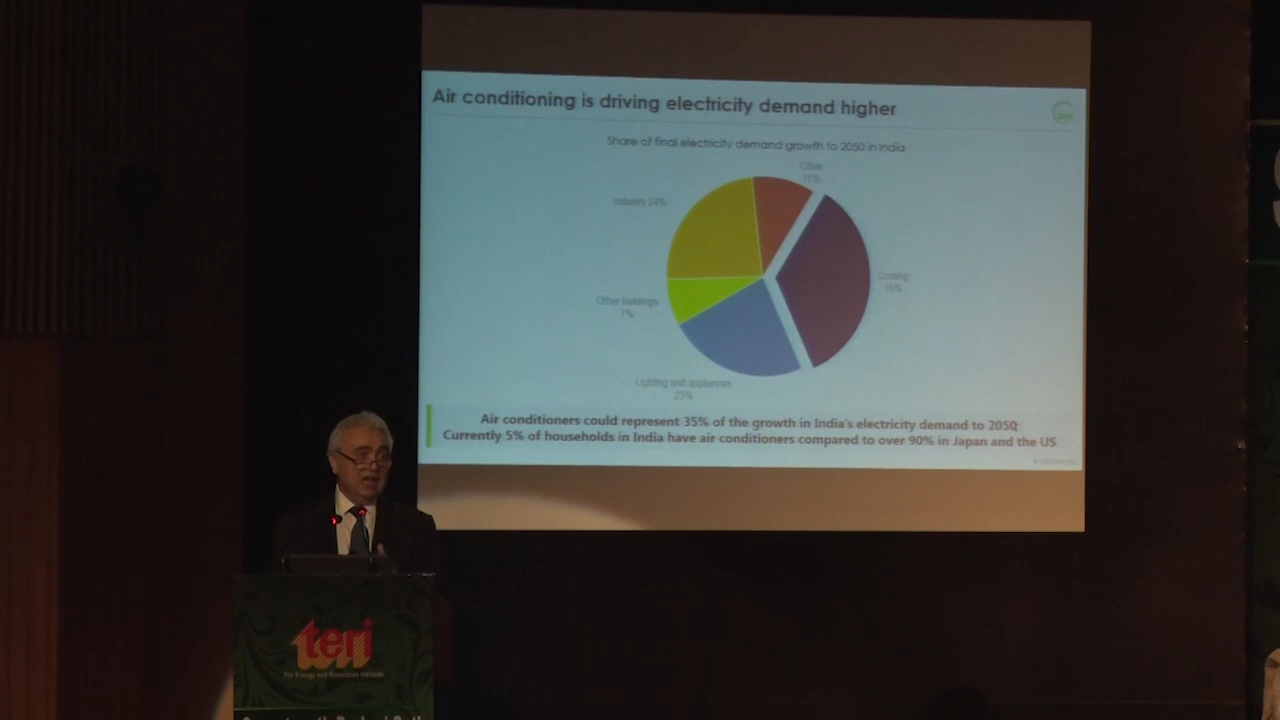 Air conditioning is driving electricity demand higher
iea
Share of final electricity demand growth to 2050 in India
Other
11%
Industry 24%
Cooling
35%
Other buildings
7%
Lighting and appliances
23%
Air conditioners could represent 35% of the growth in India's electricity demand to 2050
Currently 5% of households in India have air conditioners compared to over 90% in Japan and the US
teri
The Energy and Resources Institute